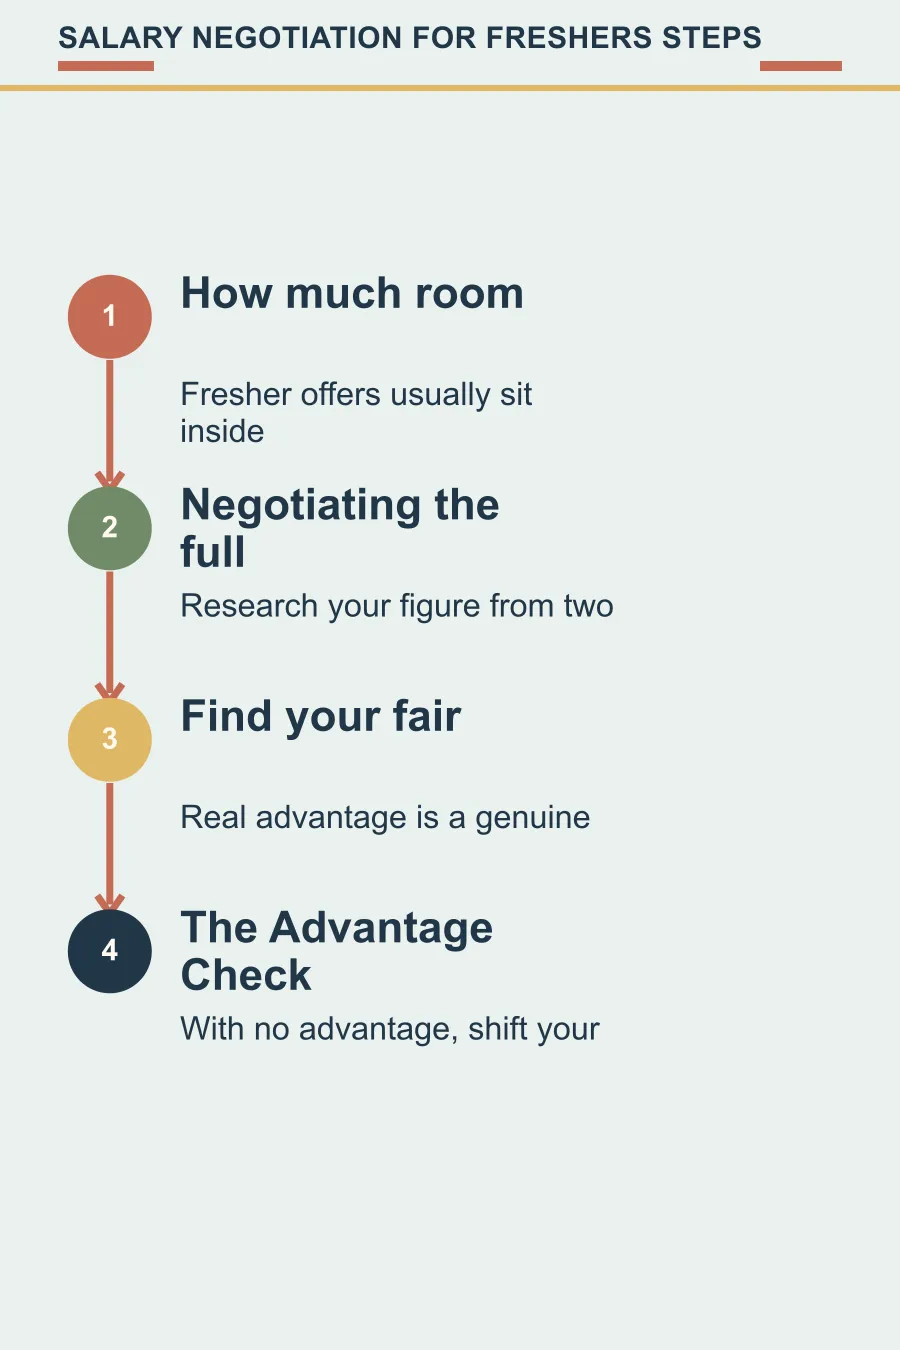 SALARY NEGOTIATION FOR FRESHERS STEPS
1
How much room
Fresher offers usually sit
inside
2
Negotiating the
full
Research your figure from two
3
Find your fair
Real advantage is a genuine
4
The Advantage
Check
With no advantage, shift your